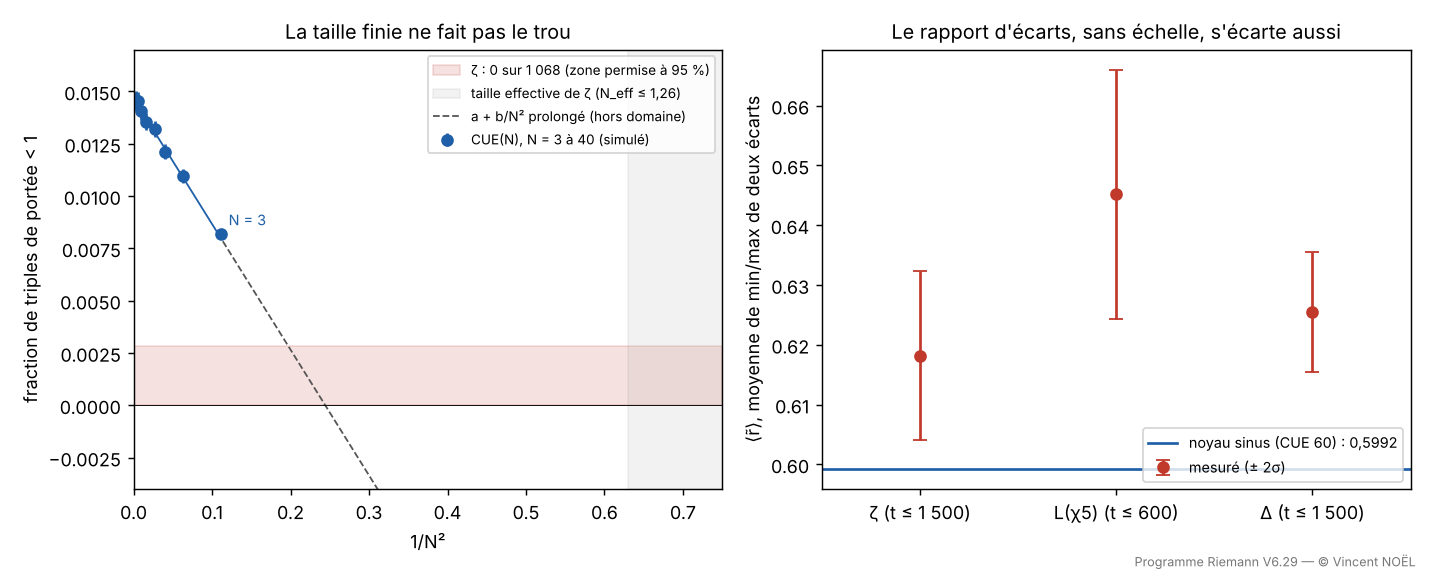 La taille finie ne fait pas le trou
ζ : 0 sur 1 068 (zone permise à 95 %)
taille effective de ζ (N_eff ≤ 1,26)
a + b/N² prolongé (hors domaine)
CUE(N), N = 3 à 40 (simulé)
N = 3
fraction de triples de portée < 1
0.0150
0.0125
0.0100
0.0075
0.0050
0.0025
0.0000
−0.0025
0.0 0.1 0.2 0.3 0.4 0.5 0.6 0.7
1/N²
Le rapport d'écarts, sans échelle, s'écarte aussi
⟨r̃⟩, moyenne de min/max de deux écarts
0.66
0.65
0.64
0.63
0.62
0.61
0.60
noyau sinus (CUE 60) : 0,5992
mesuré (± 2σ)
ζ (t ≤ 1 500) L(χ5) (t ≤ 600) Δ (t ≤ 1 500)
Programme Riemann V6.29 — © Vincent NOËL